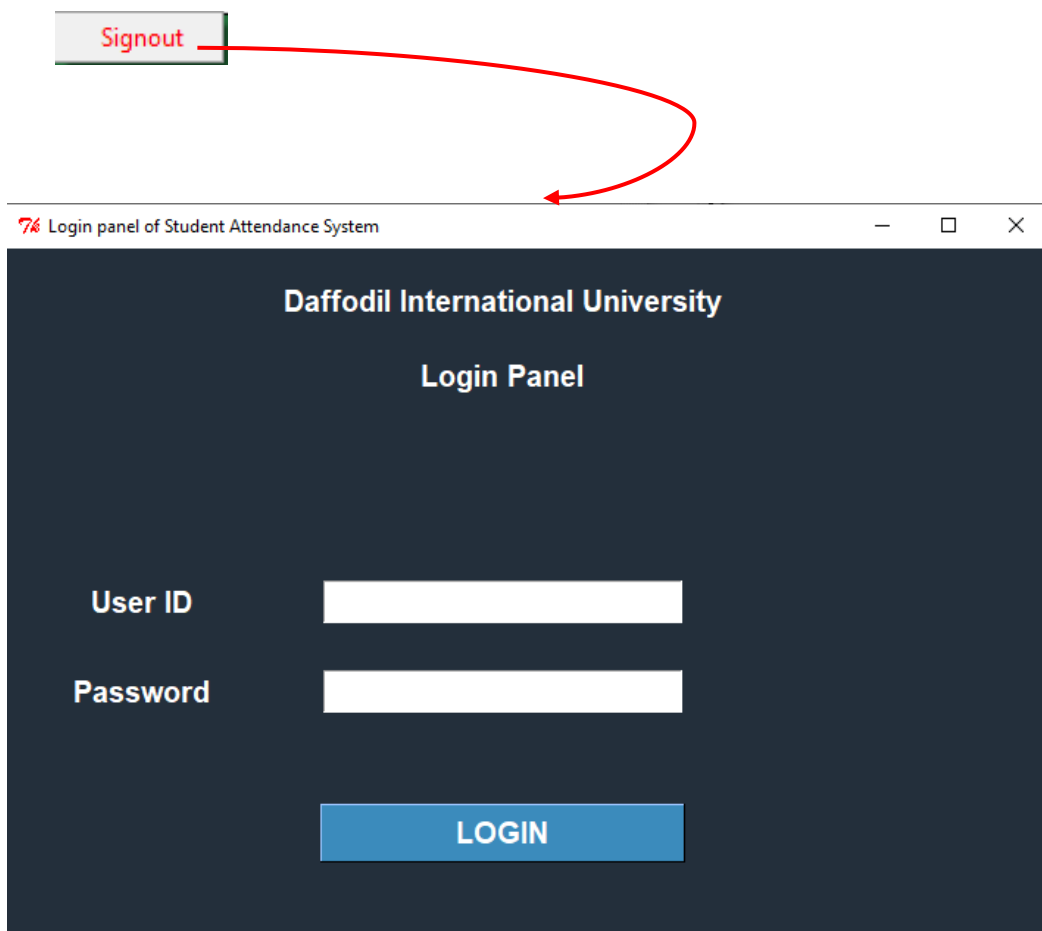 Signout
Login panel of Student Attendance System
Daffodil International University
Login Panel
User ID
Password
LOGIN